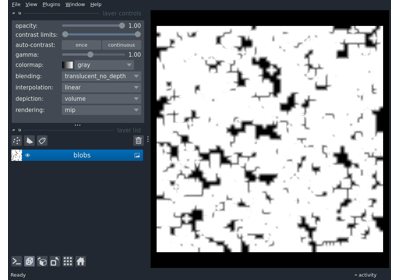 File View Plugins Window Help
layer controls
opacity: 1.00
contrast limits:
auto-contrast: once continuous
gamma: 1.00
colormap: gray
blending: translucent_no_depth
interpolation: linear
depiction: volume
rendering: mip
layer list
blobs
Ready activity